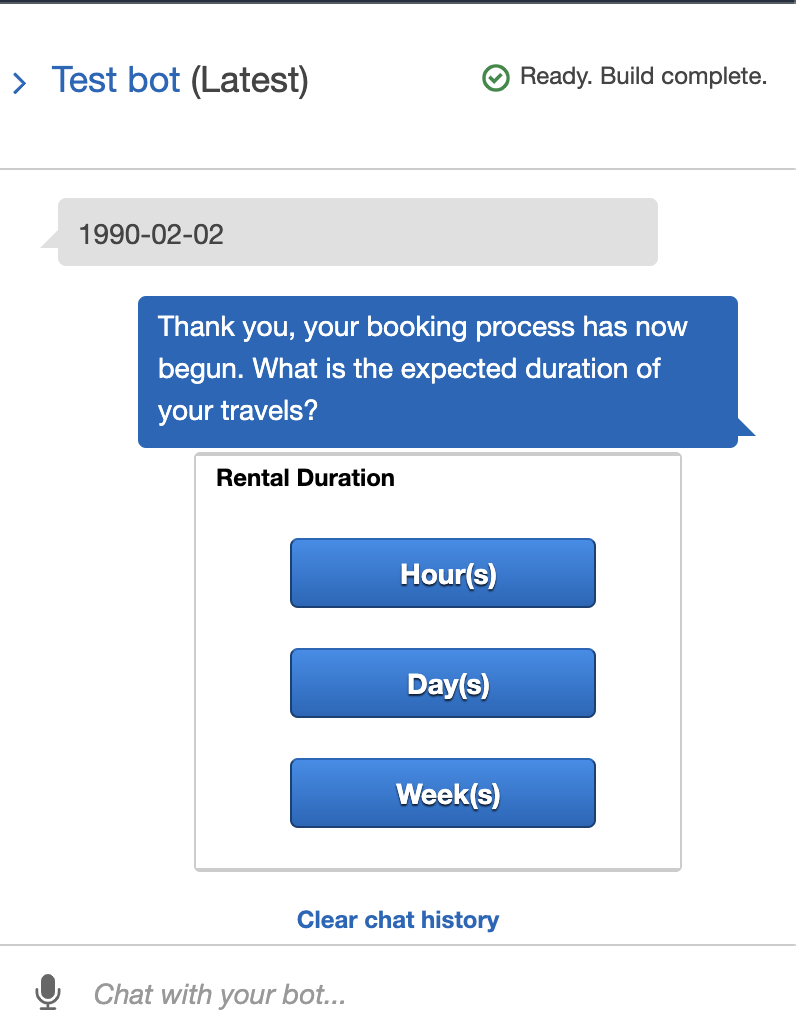 Test bot (Latest)
Ready. Build complete.
1990-02-02
Thank you, your booking process has now
begun. What is the expected duration of
your travels?
Rental Duration
Hour(s)
Day(s)
Week(s)
Clear chat history
Chat with your bot...